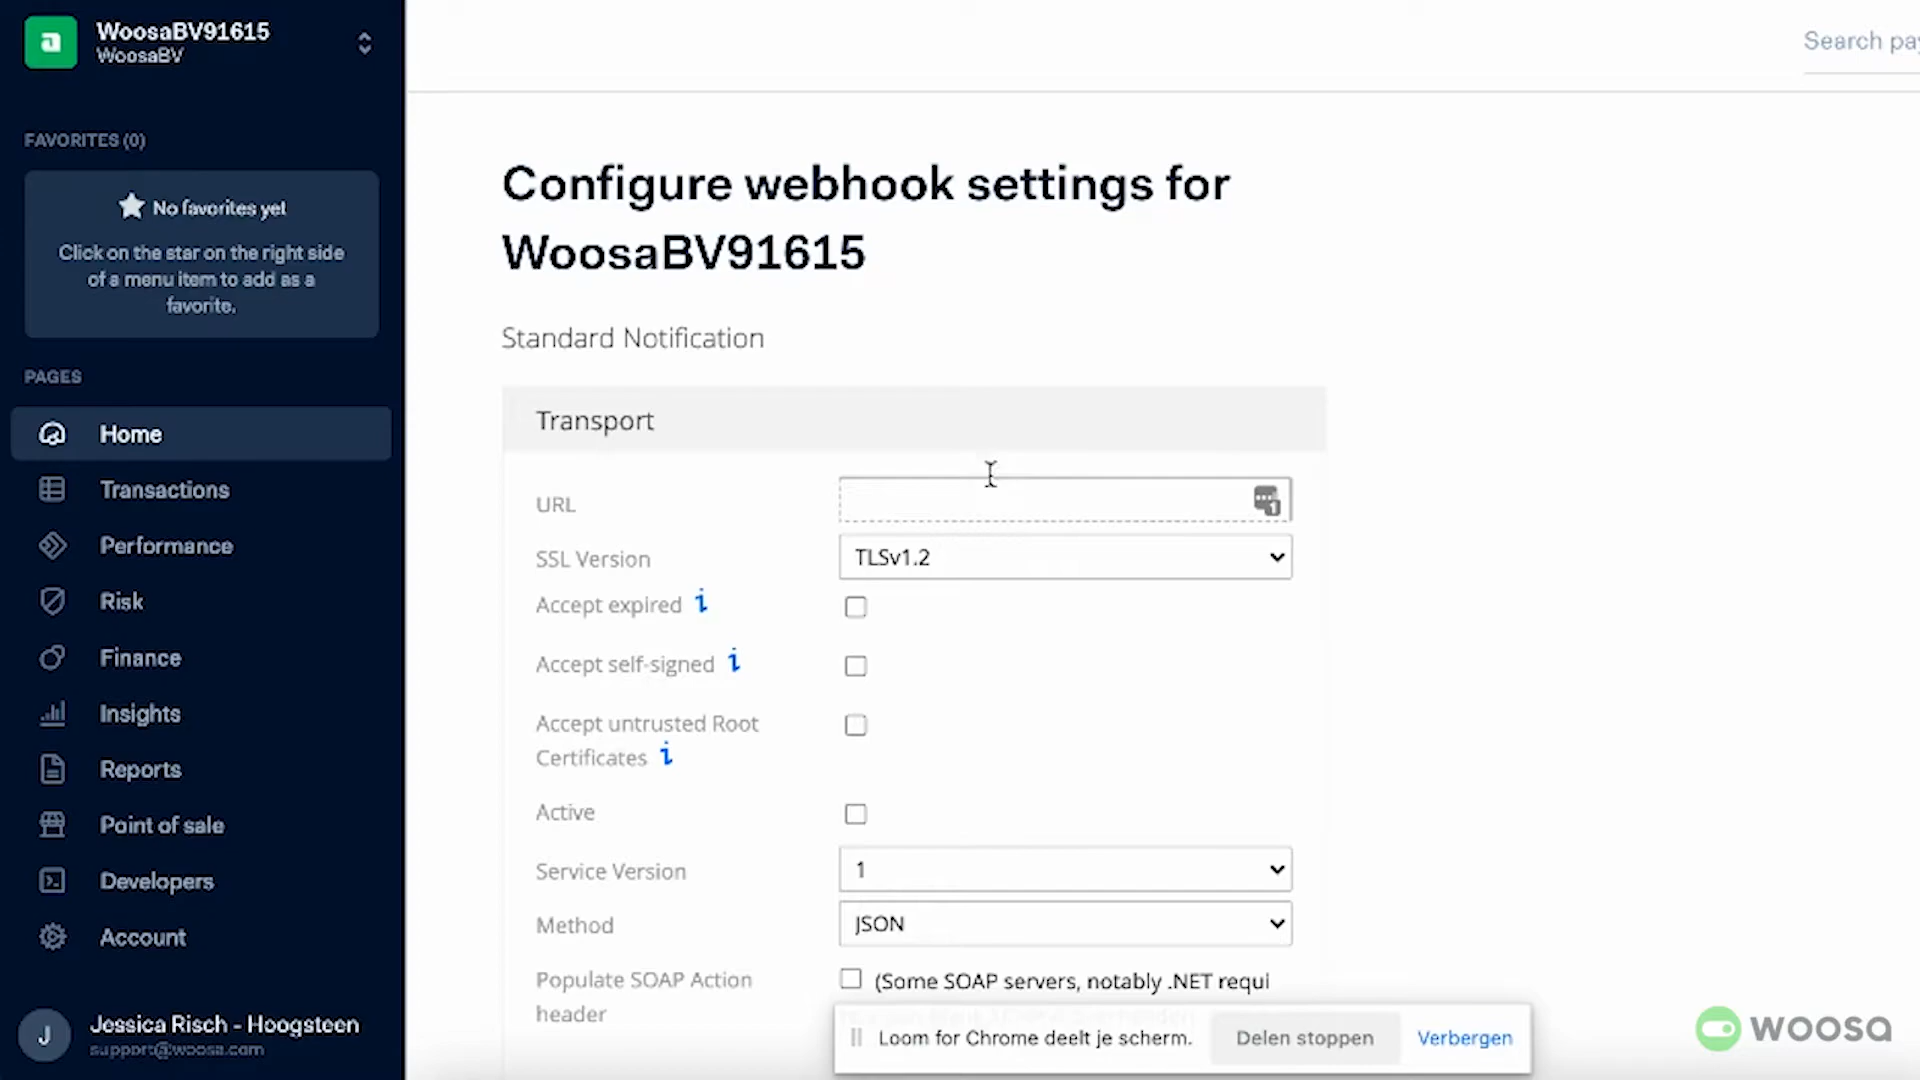 WoosaBV91615
WoosaBV
FAVORITES (0)
No favorites yet
Click on the star on the right side
of a menu item to add as a
favorite.
PAGES
Home
Transactions
Performance
Risk
Finance
Insights
Reports
Point of sale
Developers
Account
J
Jessica Risch - Hoogsteen
support@woosa.com
Search pay
Configure webhook settings for
WoosaBV91615
Standard Notification
Transport
URL
SSL Version
TLSv1.2
Accept expired
Accept self-signed
Accept untrusted Root
Certificates
Active
Service Version
1
Method
JSON
Populate SOAP Action
header
(Some SOAP servers, notably .NET requi
Loom for Chrome deelt je scherm.
Delen stoppen
Verbergen
woosa